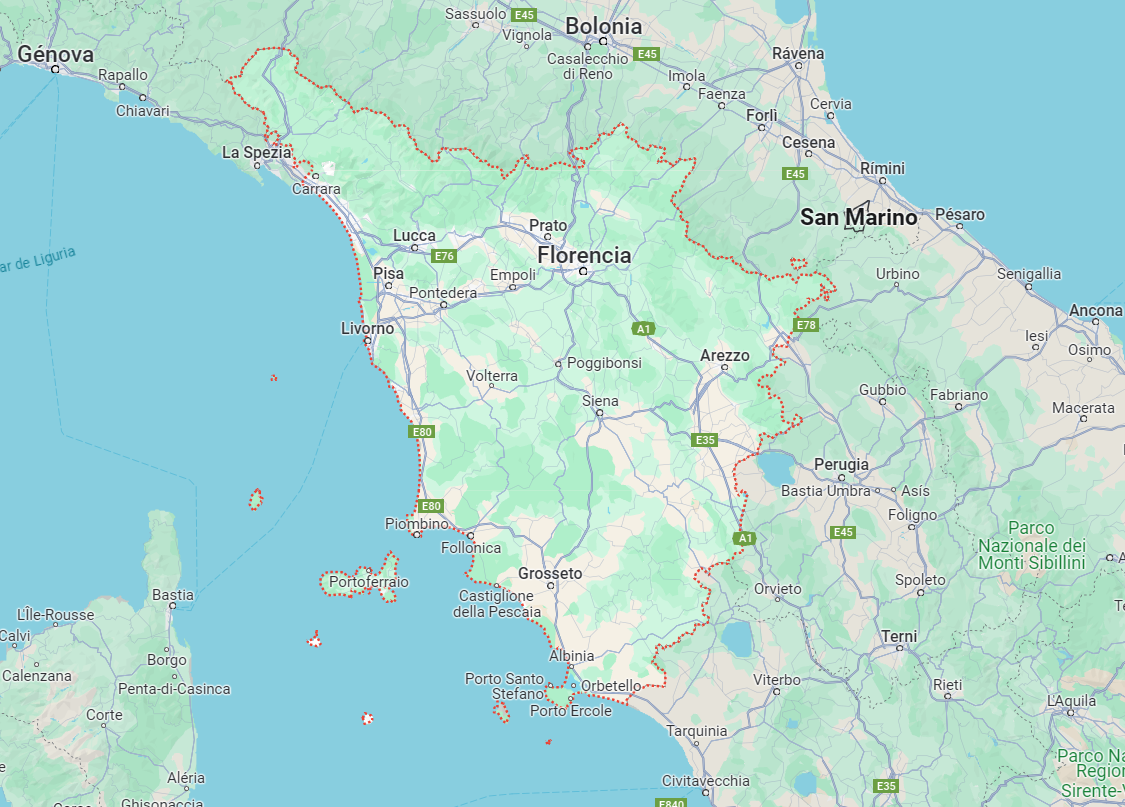 Sassuolo
E45
Bolonia
Génova
Vignola
E45
Casalecchio
di Reno
Rávena
Rapallo
Imola
Faenza
Chiavari
Cervia
Forlì
Cesena
La Spezia
Rímini
E45
Carrara
San Marino
Pésaro
Prato
Lucca
E76
Florencia
ar de Liguria
Pisa
Empoli
Urbino
Senigallia
Pontedera
Ancona
Livorno
A1
E78
Iesi
Osimo
Arezzo
Poggibonsi
Volterra
Gubbio
Fabriano
Siena
Macerata
E80
E35
Perugia
Bastia Umbra
Asís
E80
Foligno
Piombino
Parco
Nazionale dei
Monti Sibillini
E45
A1
Follonica
Grosseto
Portoferraio
Spoleto
Orvieto
Castiglione
della Pescaia
Bastia
L'Île-Rousse
Calvi
Terni
Albinia
Borgo
Calenzana
Porto Santo
Stefano
Orbetello
Penta-di-Casinca
Viterbo
Rieti
Porto Ercole
L'Aquila
Corte
Tarquinia
Parco Na
Region
Sirente-V
Aléria
Civitavecchia
E35
Ghisonaccia
E840